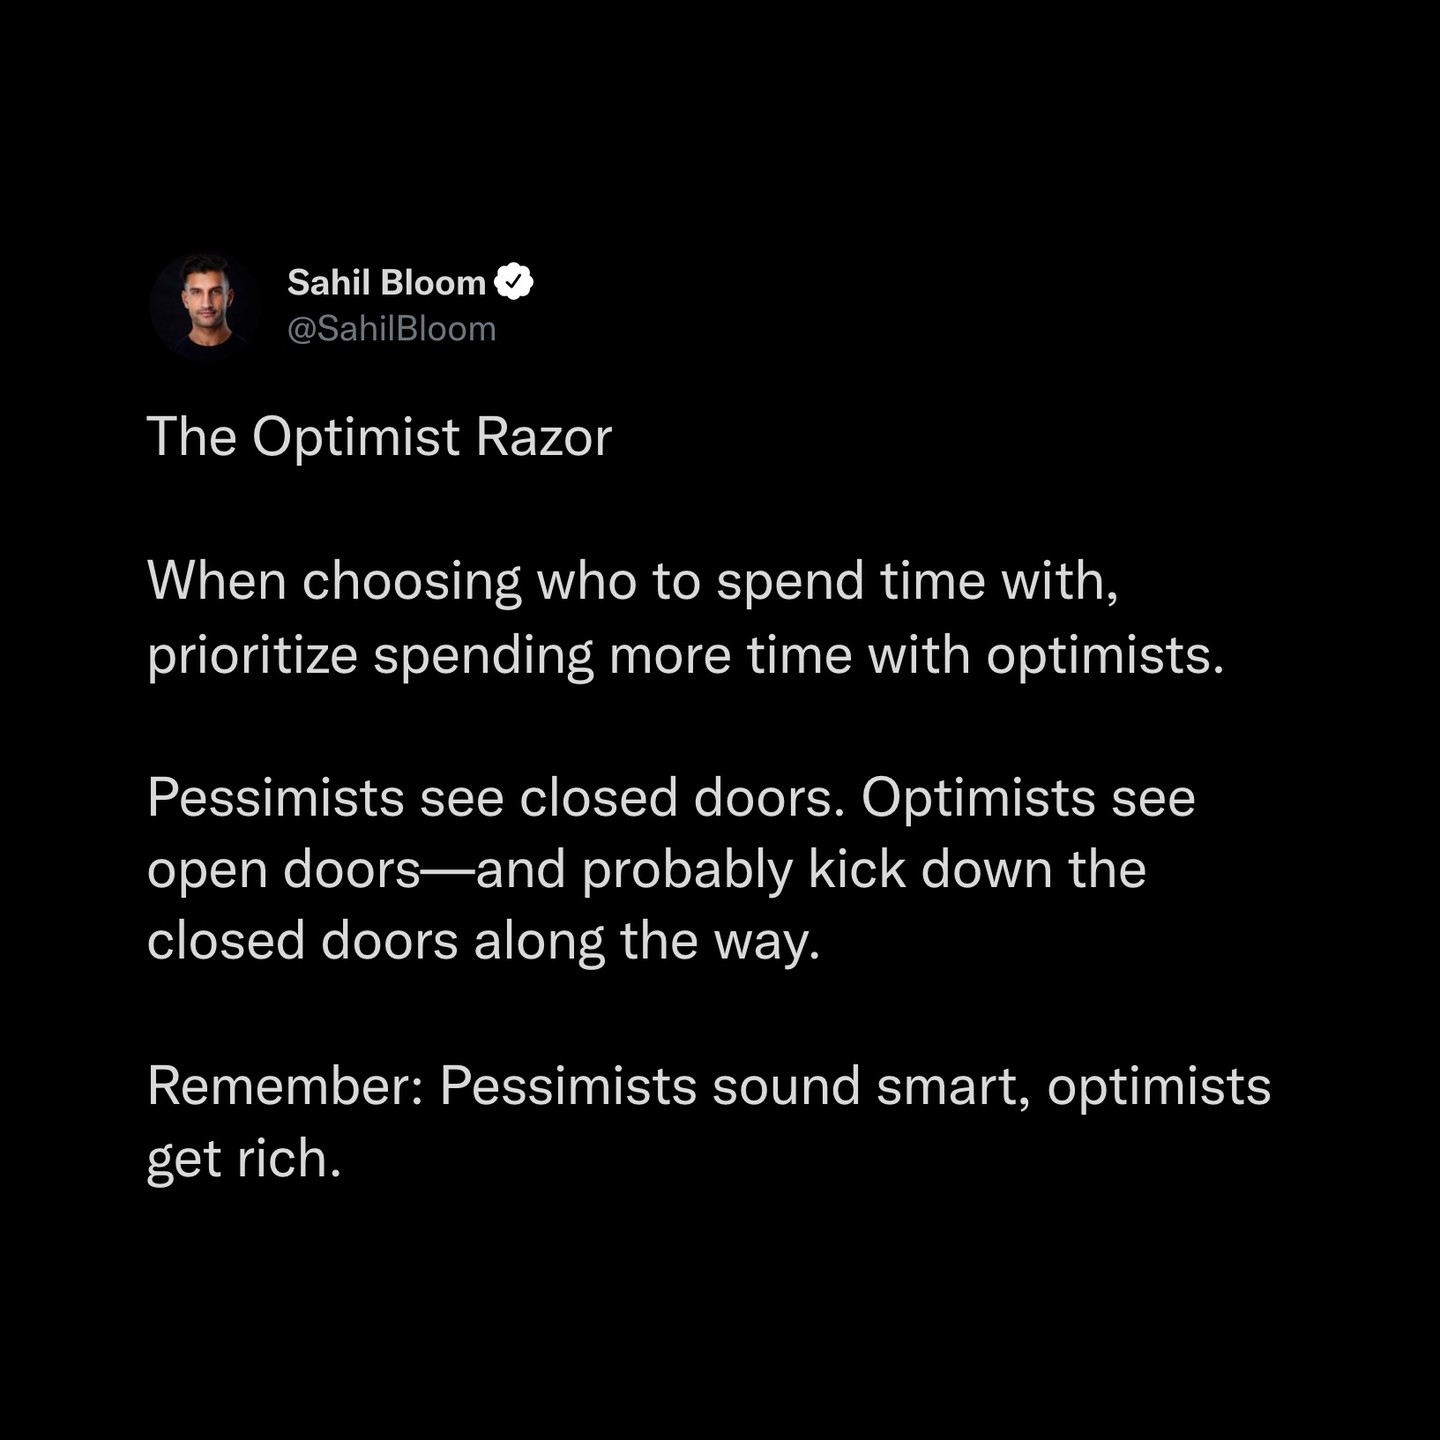 Sahil Bloom
@SahilBloom
The Optimist Razor
When choosing who to spend time with,
prioritize spending more time with optimists.
Pessimists see closed doors. Optimists see
open doors—and probably kick down the
closed doors along the way.
Remember: Pessimists sound smart, optimists
get rich.